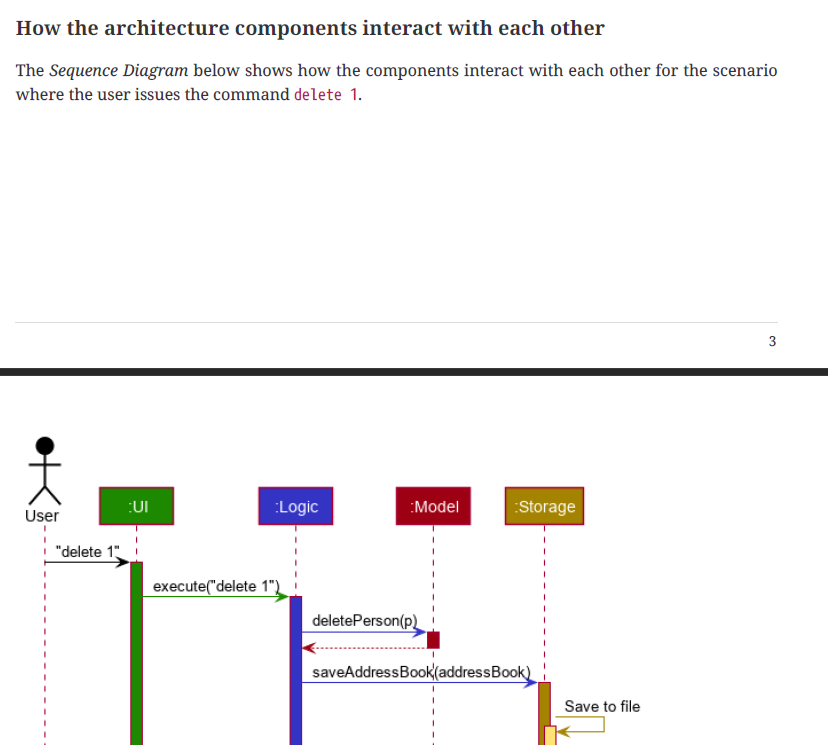 How the architecture components interact with each other
The Sequence Diagram below shows how the components interact with each other for the scenario
where the user issues the command delete 1.
3
User
:UI
:Logic
:Model
:Storage
"delete 1"
execute("delete 1")
deletePerson(p)
saveAddressBook(addressBook)
Save to file